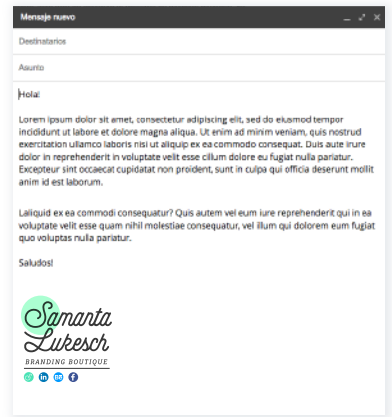 Mensaje nuevo
Destinatarios
Asunto
Hola!
Lorem ipsum dolor sit amet, consectetur adipiscing elit, sed do eiusmod tempor
incididunt ut labore et dolore magna aliqua. Ut enim ad minim veniam, quis nostrud
exercitation ullamco laboris nisi ut aliquip ex ea commodo consequat. Duis aute irure
dolor in reprehenderit in voluptate velit esse cillum dolore eu fugiat nulla pariatur.
Excepteur sint occaecat cupidatat non proident, sunt in culpa qui officia deserunt mollit
anim id est laborum.
Laliquid ex ea commodi consequatur? Quis autem vel eum iure reprehenderit qui in ea
voluptate velit esse quam nihil molestiae consequatur, vel illum qui dolorem eum fugiat
quo voluptas nulla pariatur.
Saludos!
Samanta
Lukesch
BRANDING BOUTIQUE